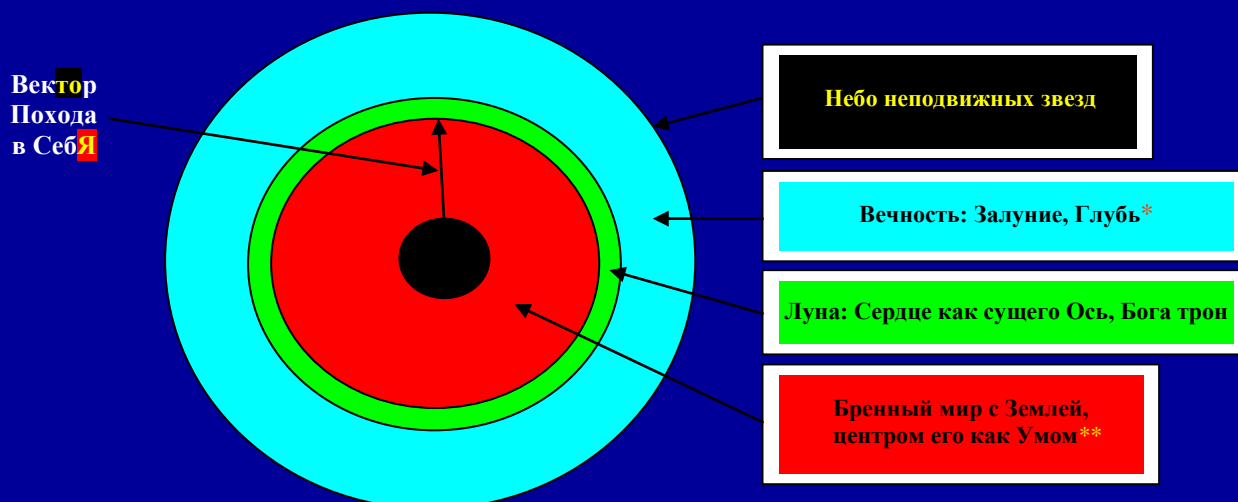 Вектор
Похода
в СебЯ
Небо неподвижных звезд
Вечность: Залуние, Глубь*
Луна: Сердце как сущего Ось, Бога трон
Бренный мир с Землей,
центром его как Умом**